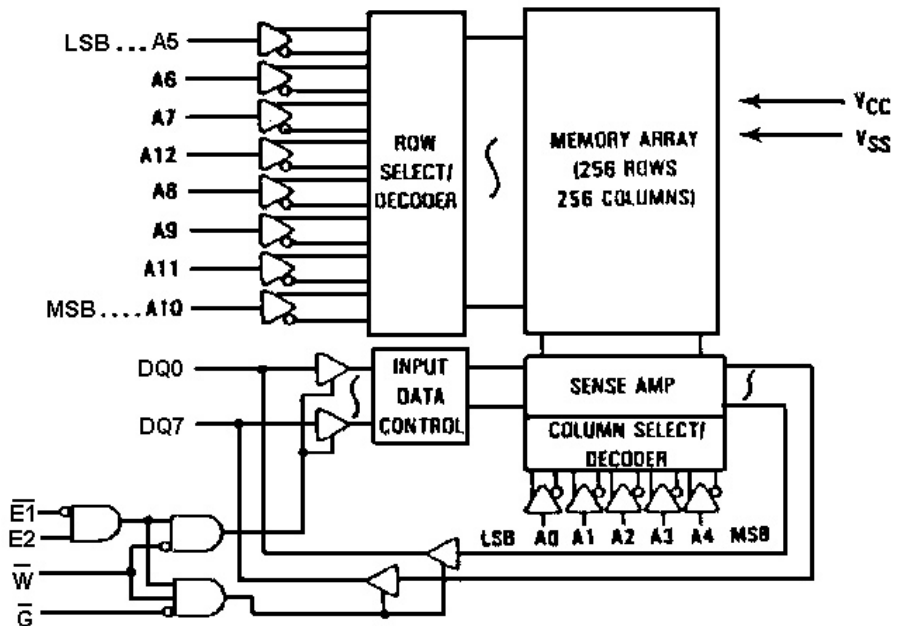 LSB ... A5
A6
A7
A12
A8
A9
A11
MSB .... A10
ROW
SELECT/
DECODER
MEMORY ARRAY
(256 ROWS
256 COLUMNS)
VCC
VSS
DQ0
DQ7
INPUT
DATA
CONTROL
SENSE AMP
COLUMN SELECT/
DECODER
LSB A0 A1 A2 A3 A4 MSB
E1
E2
W
G